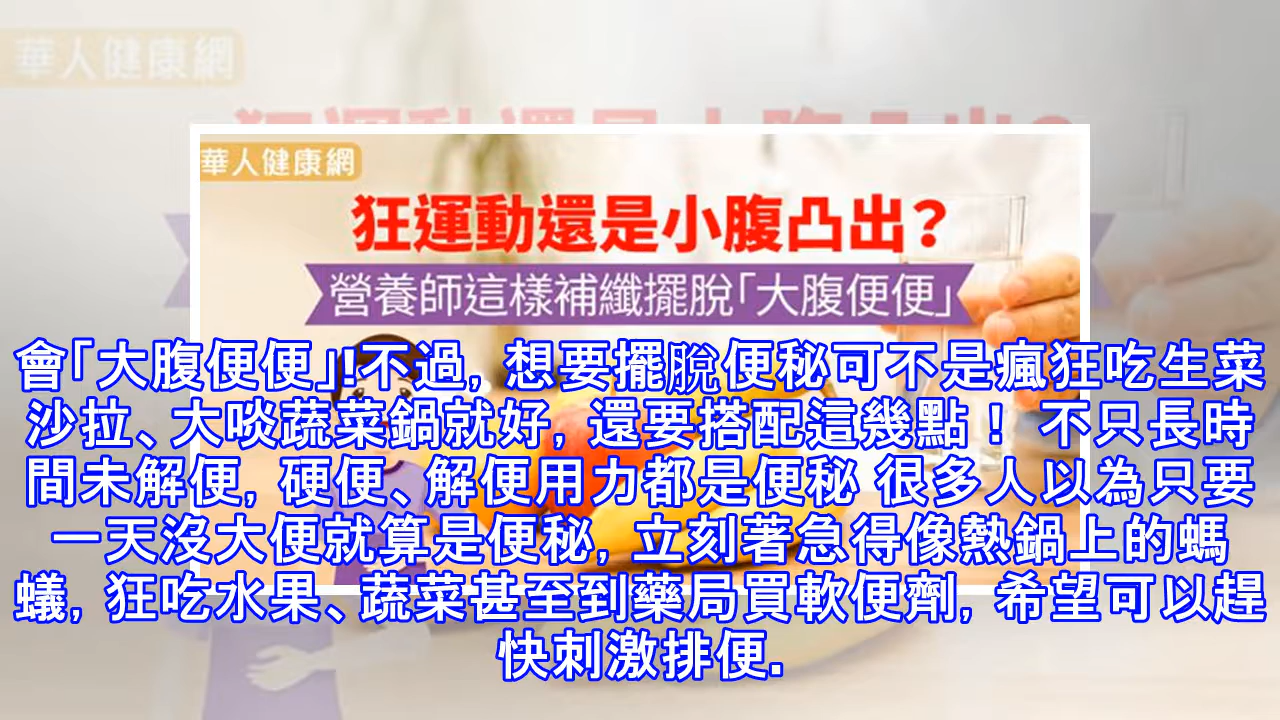 華人健康網
華人健康網
狂運動還是小腹凸出?
營養師這樣補纖擺脫「大腹便便」
會「大腹便便」!不過, 想要擺脫便秘可不是瘋狂吃生菜
沙拉、大啖蔬菜鍋就好, 還要搭配這幾點! 不只長時
間未解便, 硬便、解便用力都是便秘 很多人以為只要
一天沒大便就算是便秘, 立刻著急得像熱鍋上的螞
蟻, 狂吃水果、蔬菜甚至到藥局買軟便劑, 希望可以趕
快刺激排便.